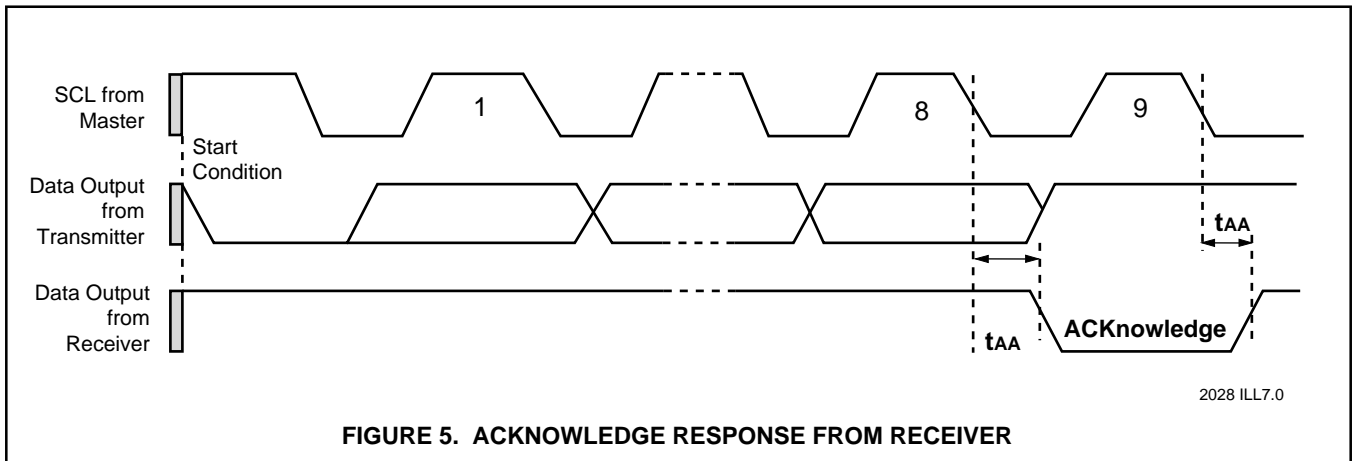 SCL from
Master
1
8
9
Start
Condition
Data Output
from
Transmitter
tAA
Data Output
from
Receiver
tAA
ACKnowledge
2028 ILL7.0
FIGURE 5. ACKNOWLEDGE RESPONSE FROM RECEIVER